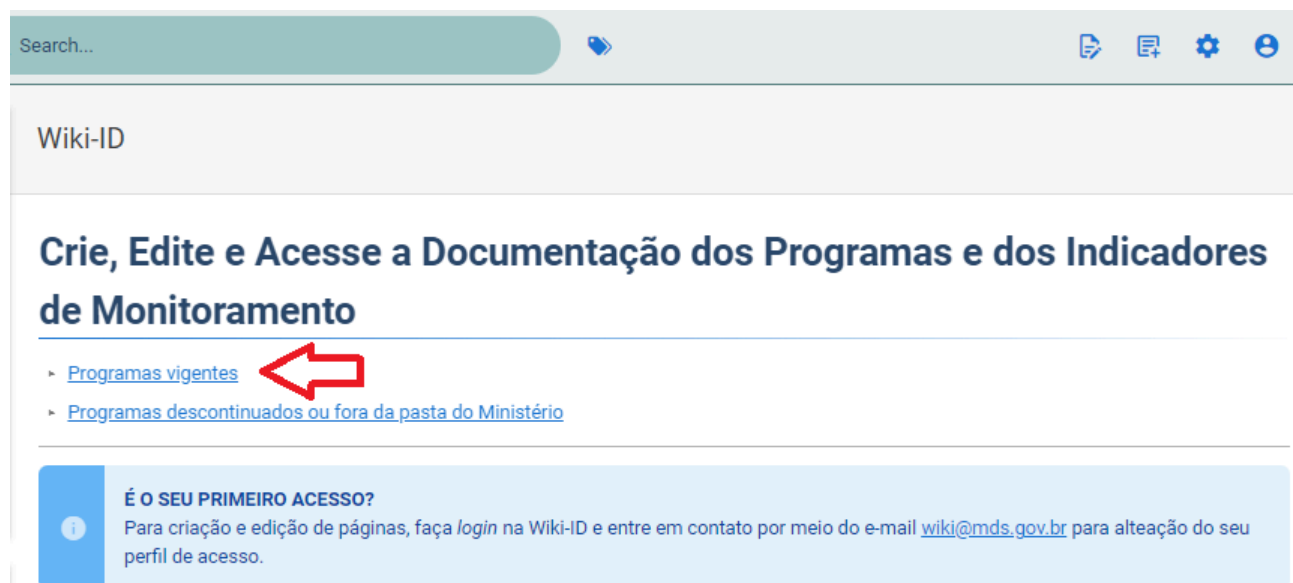 Search...
Wiki-ID
Crie, Edite e Acesse a Documentação dos Programas e dos Indicadores
de Monitoramento
Programas vigentes
Programas descontinuados ou fora da pasta do Ministério
É O SEU PRIMEIRO ACESSO?
Para criação e edição de páginas, faça login na Wiki-ID e entre em contato por meio do e-mail wiki@mds.gov.br para alteação do seu
perfil de acesso.